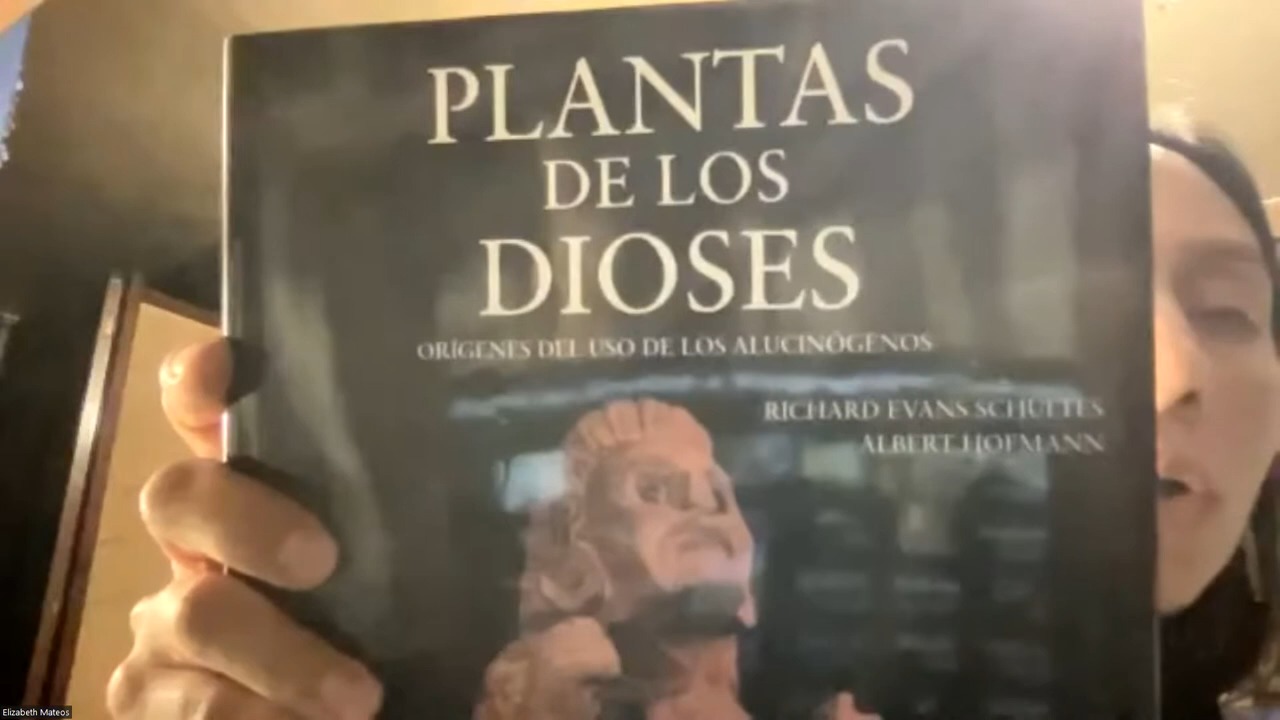 PLANTAS
DE LOS
DIOSES
ORÍGENES DEL USO DE LOS ALUCINÓGENOS
RICHARD EVANS SCHULTES
ALBERT HOFMANN
Elizabeth Mateos